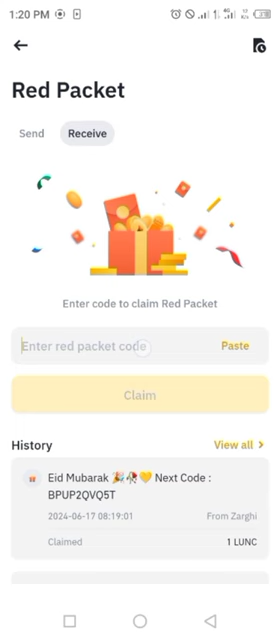 1:20 PM
Red Packet
Send
Receive
Enter code to claim Red Packet
Enter red packet code
Paste
Claim
History
View all
Eid Mubarak 🎉🥀💛 Next Code :
BPUP2QVQ5T
2024-06-17 08:19:01
From Zarghi
Claimed
1 LUNC